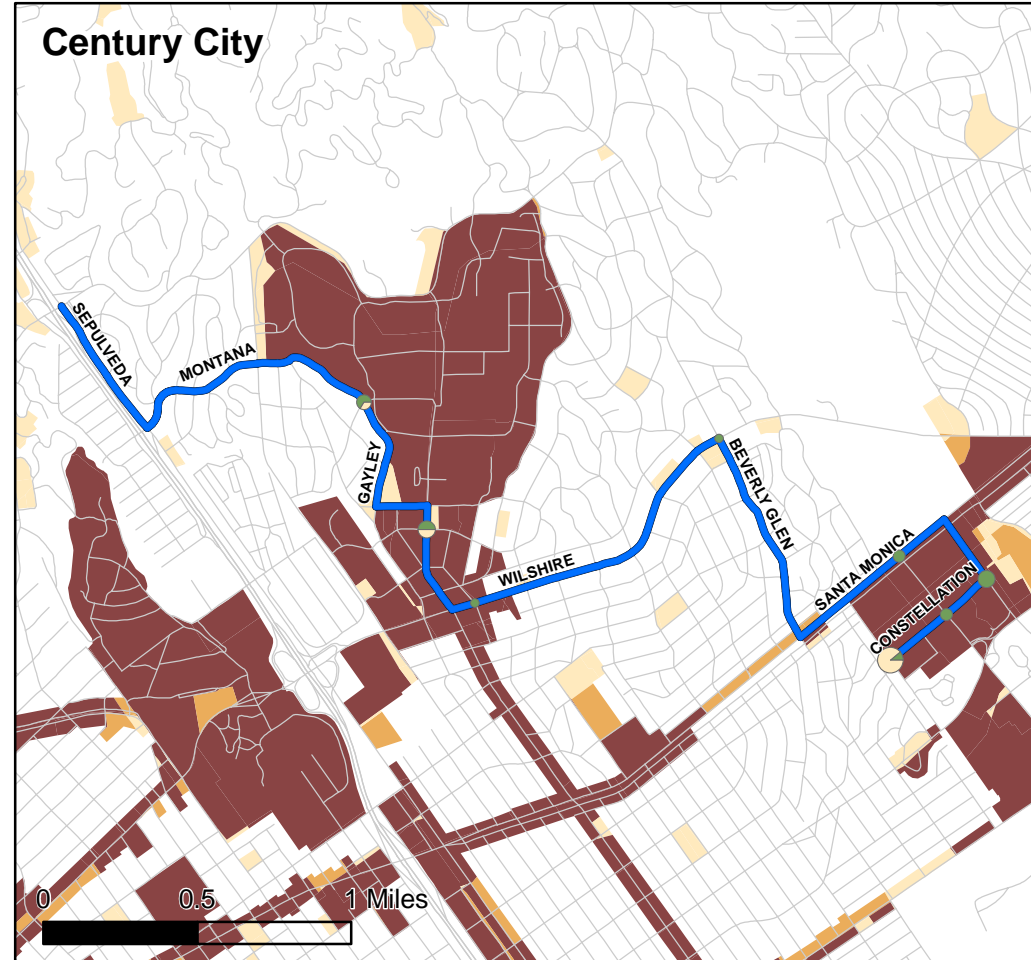 Century City
SEPULVEDA
MONTANA
GAYLEY
WILSHIRE
BEVERLY GLEN
SANTA MONICA
CONSTELLATION
0 0.5 1 Miles